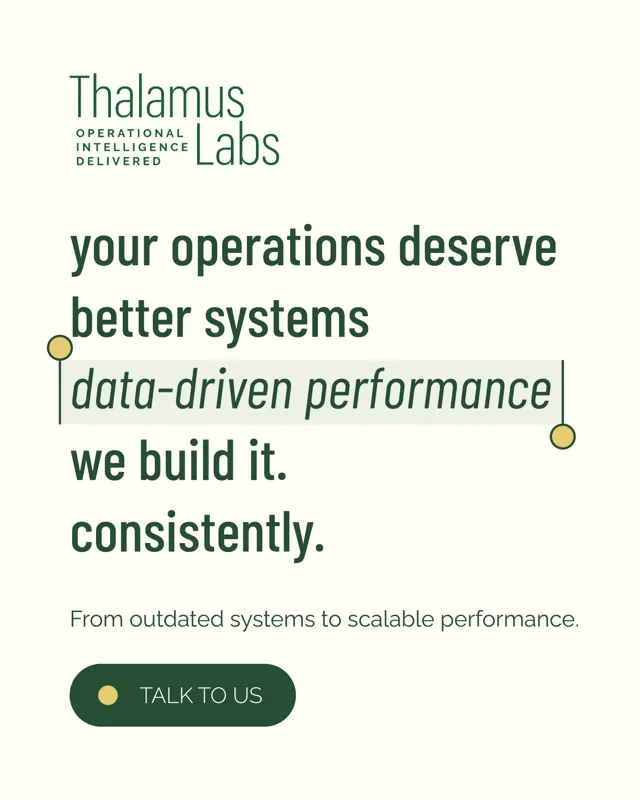 Thalamus
Labs
OPERATIONAL
INTELLIGENCE
DELIVERED
your operations deserve
better systems
data-driven performance
we build it.
consistently.
From outdated systems to scalable performance.
TALK TO US